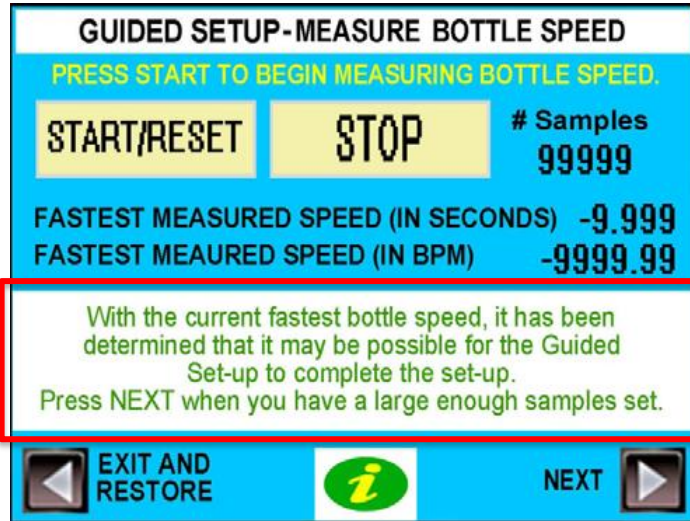 GUIDED SETUP-MEASURE BOTTLE SPEED
PRESS START TO BEGIN MEASURING BOTTLE SPEED.
START/RESET STOP # Samples
99999
FASTEST MEASURED SPEED (IN SECONDS) -9.999
FASTEST MEAURED SPEED (IN BPM) -9999.99
With the current fastest bottle speed, it has been
determined that it may be possible for the Guided
Set-up to complete the set-up.
Press NEXT when you have a large enough samples set.
EXIT AND
RESTORE
i
NEXT